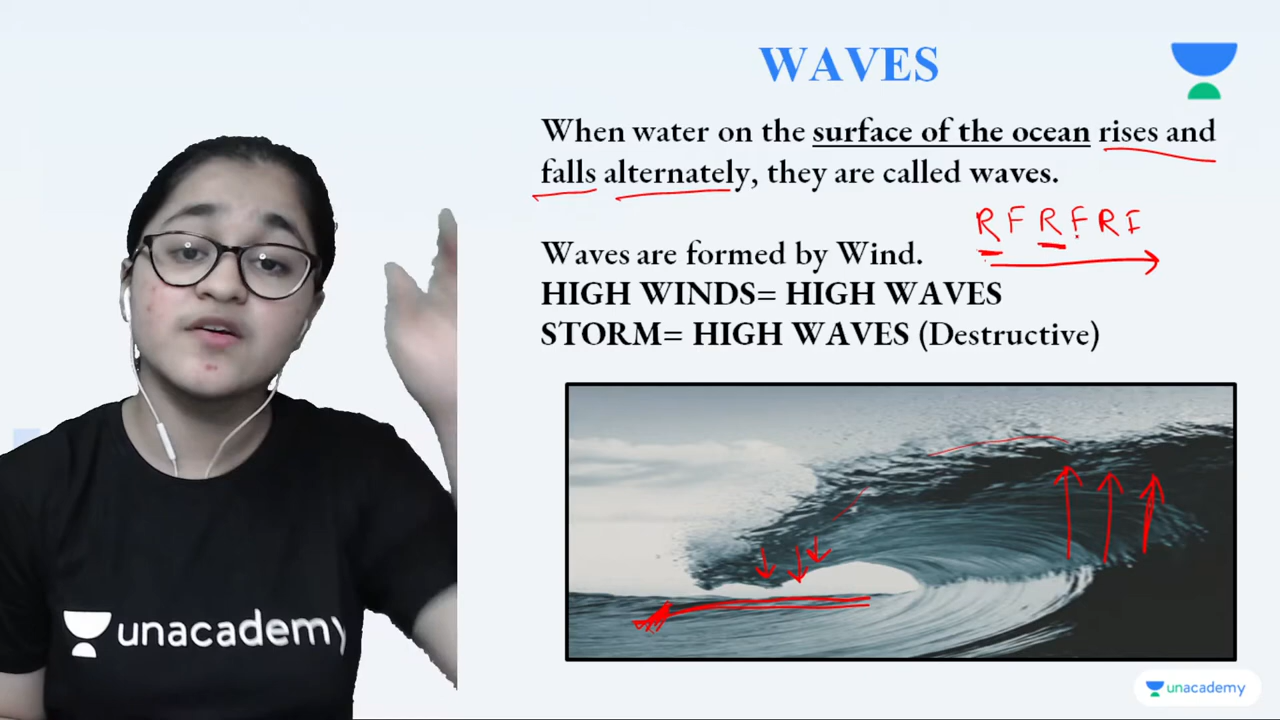 WAVES
When water on the surface of the ocean rises and
falls alternately, they are called waves.
R F R F R F
Waves are formed by Wind.
HIGH WINDS= HIGH WAVES
STORM= HIGH WAVES (Destructive)
unacademy
unacademy